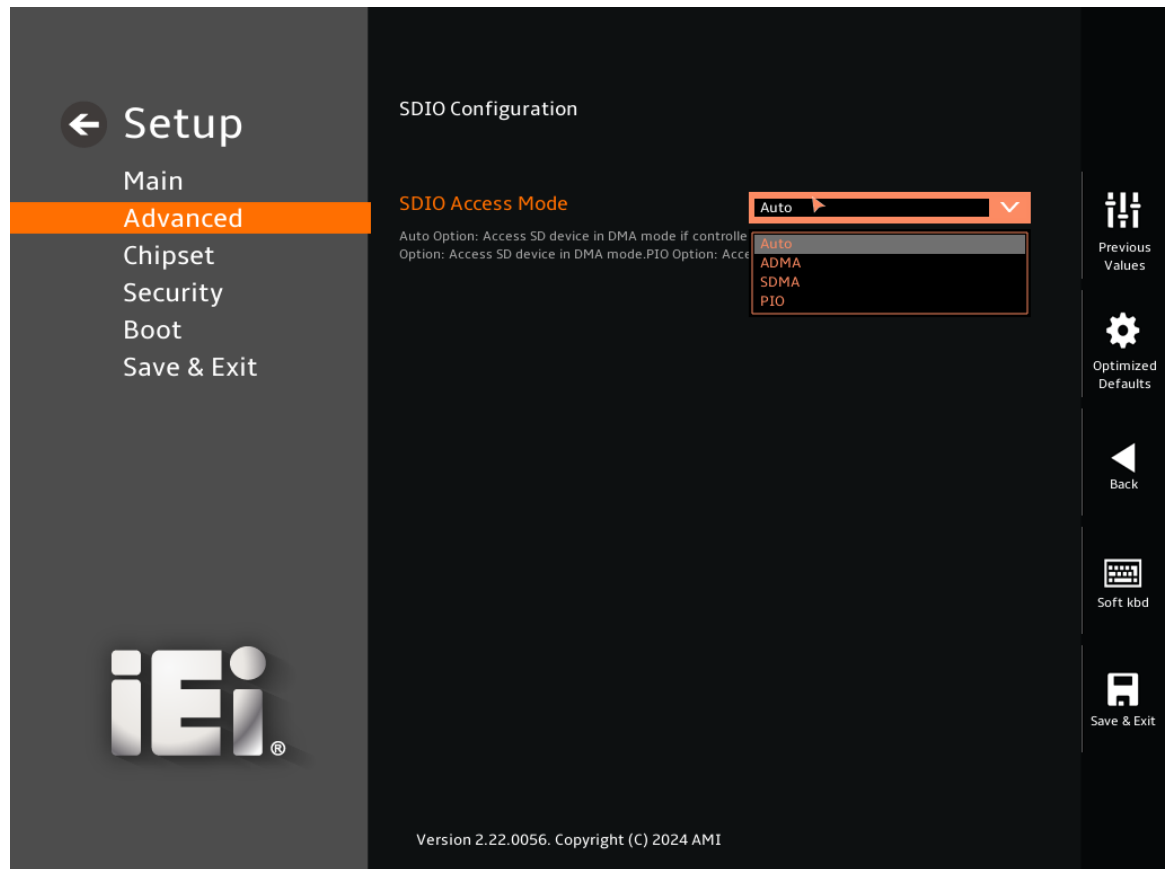 Setup
Main
Advanced
Chipset
Security
Boot
Save & Exit
iEi®
SDIO Configuration
SDIO Access Mode
Auto
Auto Option: Access SD device in DMA mode if controlle
Option: Access SD device in DMA mode.PIO Option: Acce
Auto
ADMA
SDMA
PIO
Previous
Values
Optimized
Defaults
Back
Soft kbd
Save & Exit
Version 2.22.0056. Copyright (C) 2024 AMI